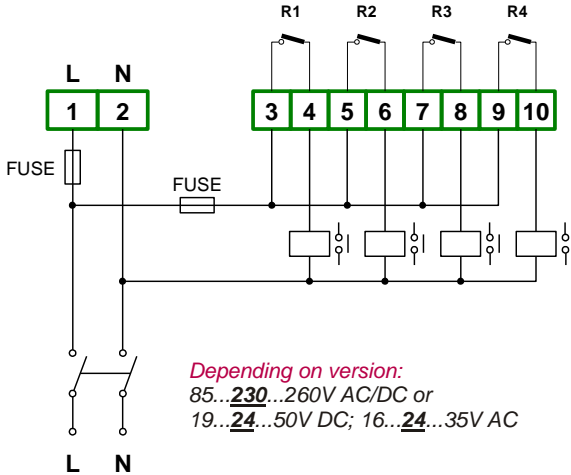 R1 R2 R3 R4
L N
1 2 3 4 5 6 7 8 9 10
FUSE
FUSE
Depending on version:
85...230...260V AC/DC or
19...24...50V DC; 16...24...35V AC
L N